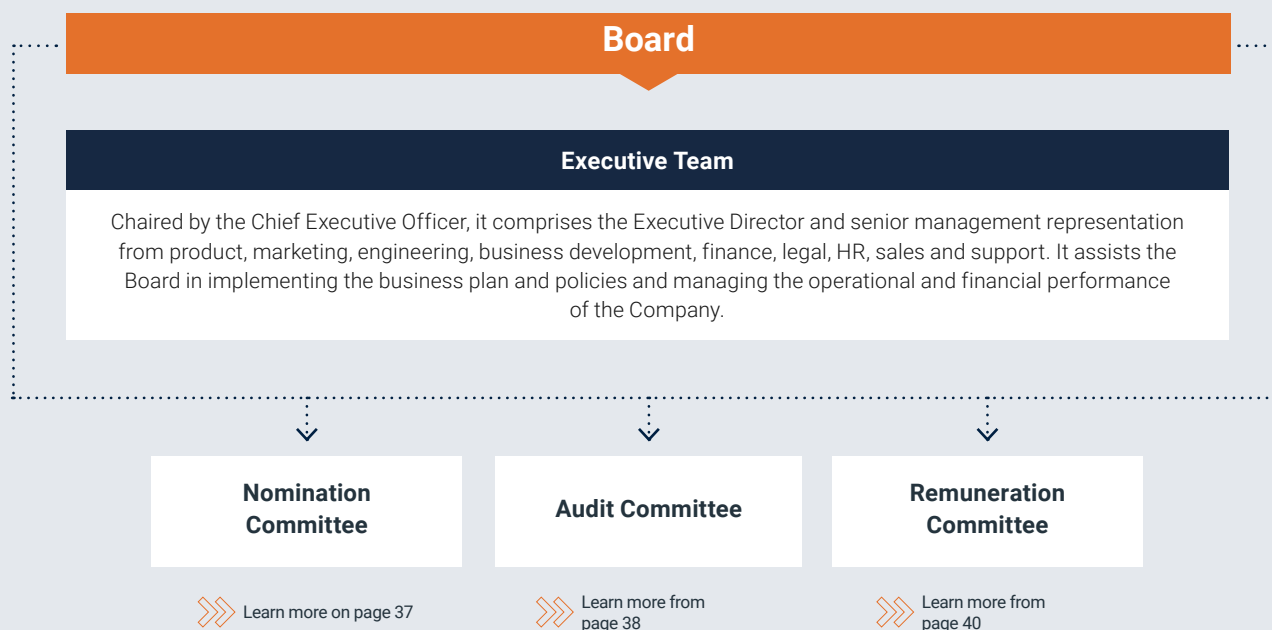 Board
Executive Team
Chaired by the Chief Executive Officer, it comprises the Executive Director and senior management representation
from product, marketing, engineering, business development, finance, legal, HR, sales and support. It assists the
Board in implementing the business plan and policies and managing the operational and financial performance
of the Company.
Nomination
Committee
Audit Committee
Remuneration
Committee
Learn more on page 37
Learn more from
page 38
Learn more from
page 40